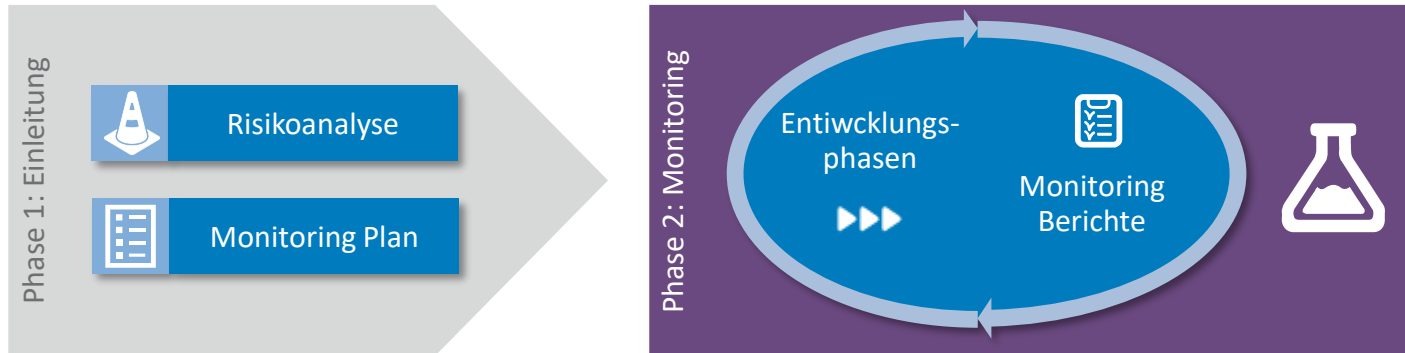 Phase 1: Einleitung
Risikoanalyse
Monitoring Plan
Phase 2: Monitoring
Entiwcklungs-
phasen
Monitoring
Berichte